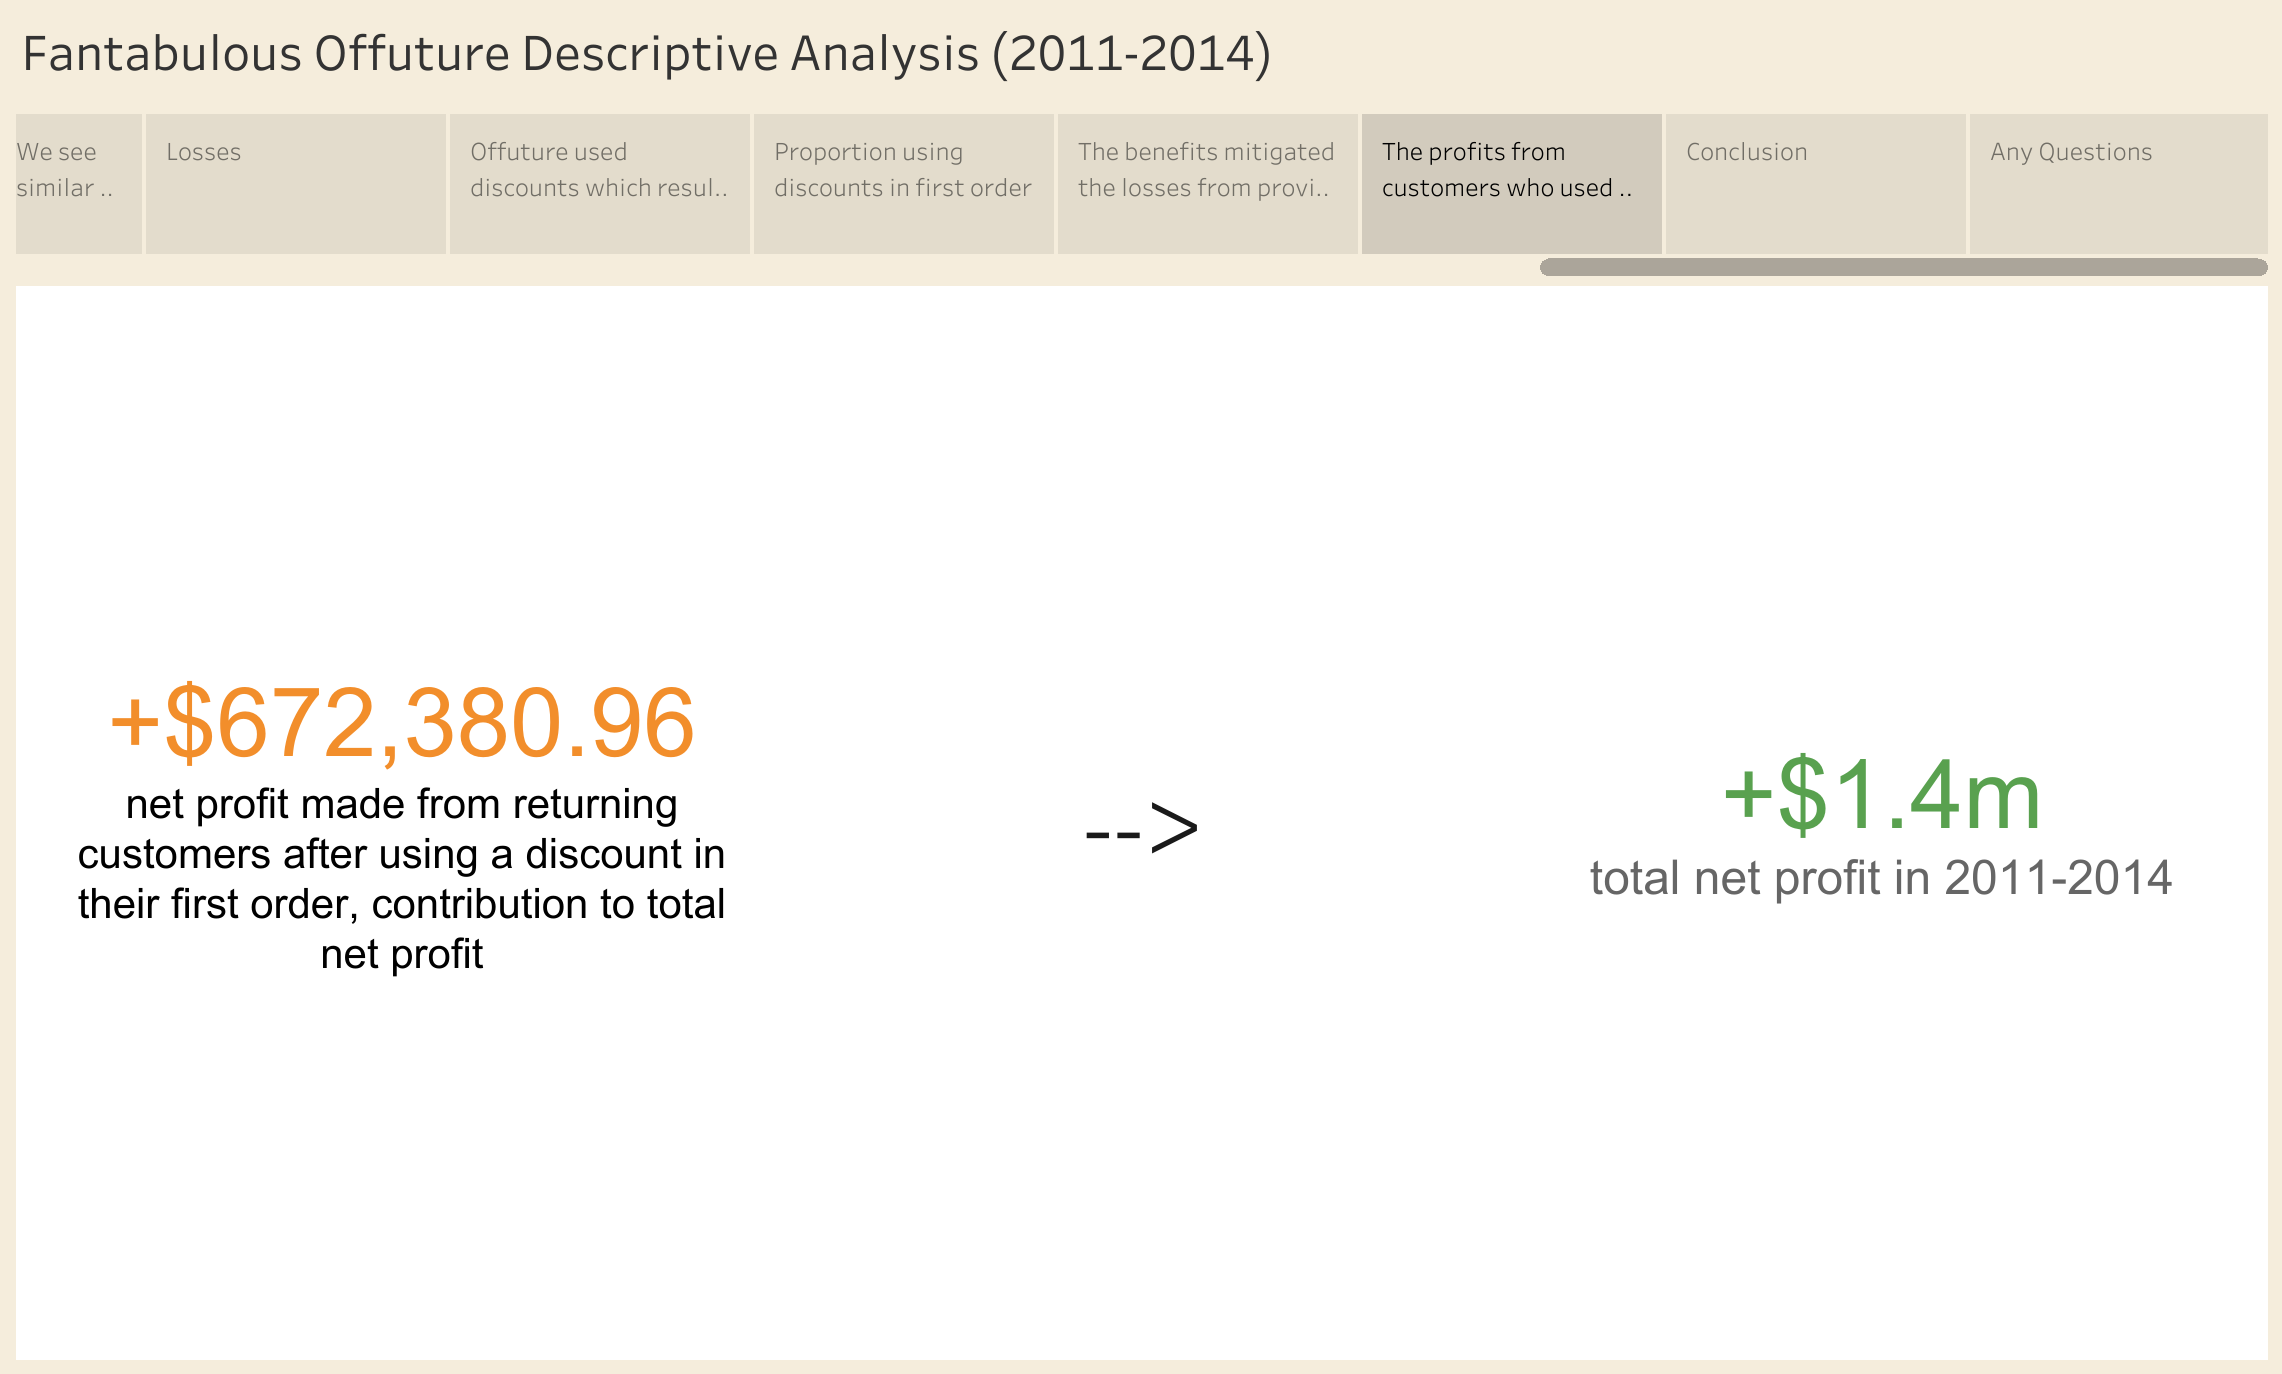 Fantabulous Offuture Descriptive Analysis (2011-2014)
We see
similar ..
Losses
Offuture used
discounts which resul..
Proportion using
discounts in first order
The benefits mitigated
the losses from provi..
The profits from
customers who used ..
Conclusion
Any Questions
+$672,380.96
net profit made from returning
customers after using a discount in
their first order, contribution to total
net profit
-->
+$1.4m
total net profit in 2011-2014